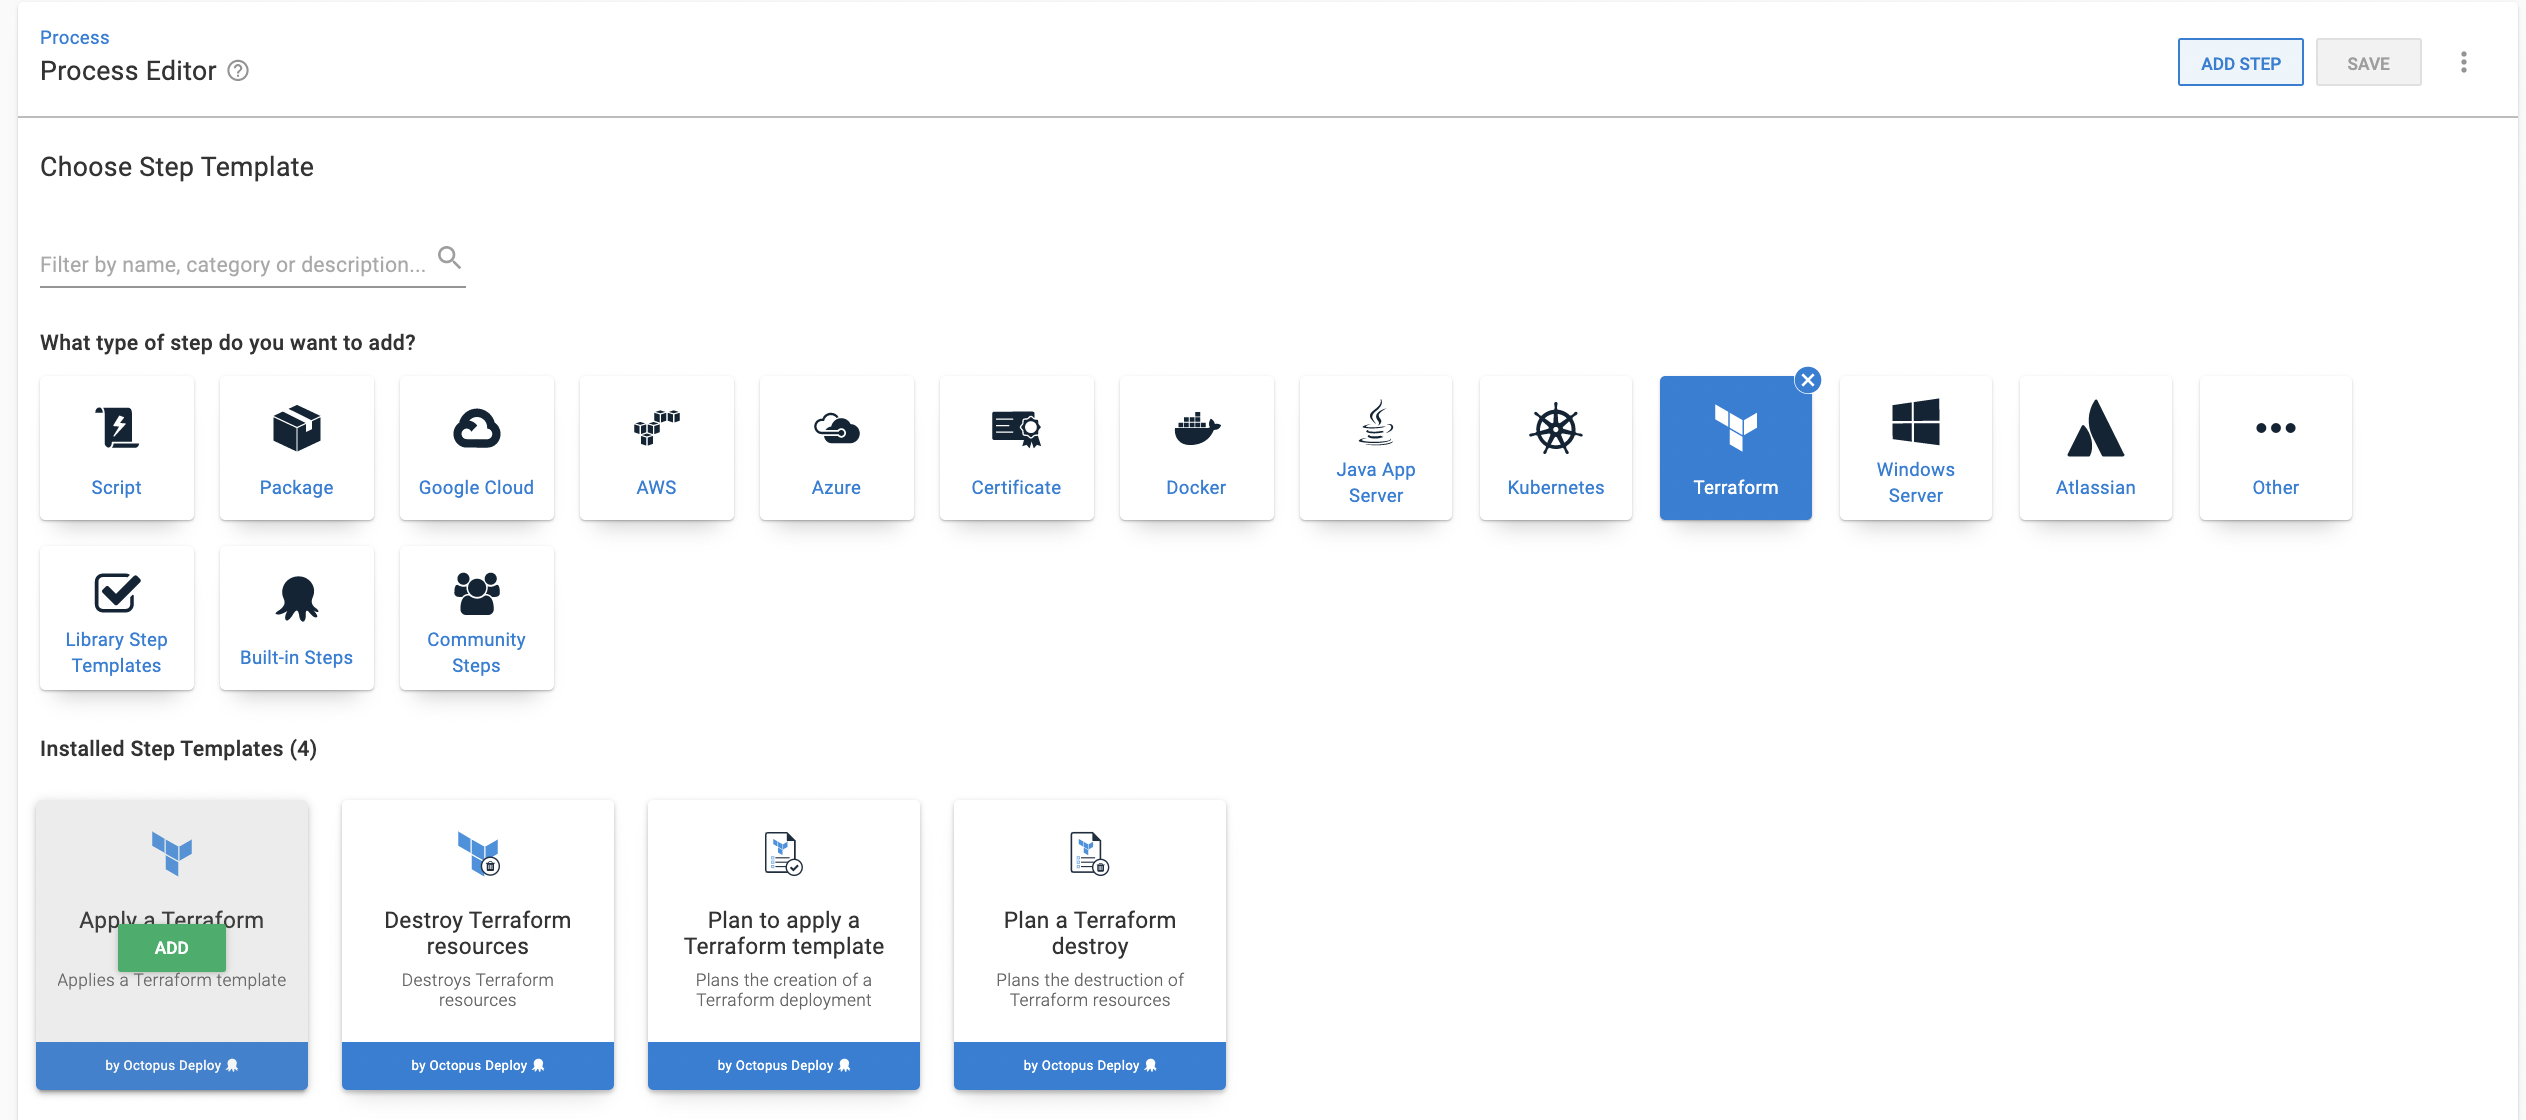 Process
Process Editor
ADD STEP
SAVE
Choose Step Template
Filter by name, category or description...
What type of step do you want to add?
Script
Package
Google Cloud
AWS
Azure
Certificate
Docker
Java App
Server
Kubernetes
Terraform
Windows
Server
Atlassian
Other
Library Step
Templates
Built-in Steps
Community
Steps
Installed Step Templates (4)
Apply a Terraform
ADD
Applies a Terraform template
by Octopus Deploy
Destroy Terraform
resources
Destroys Terraform
resources
by Octopus Deploy
Plan to apply a
Terraform template
Plans the creation of a
Terraform deployment
by Octopus Deploy
Plan a Terraform
destroy
Plans the destruction of
Terraform resources
by Octopus Deploy